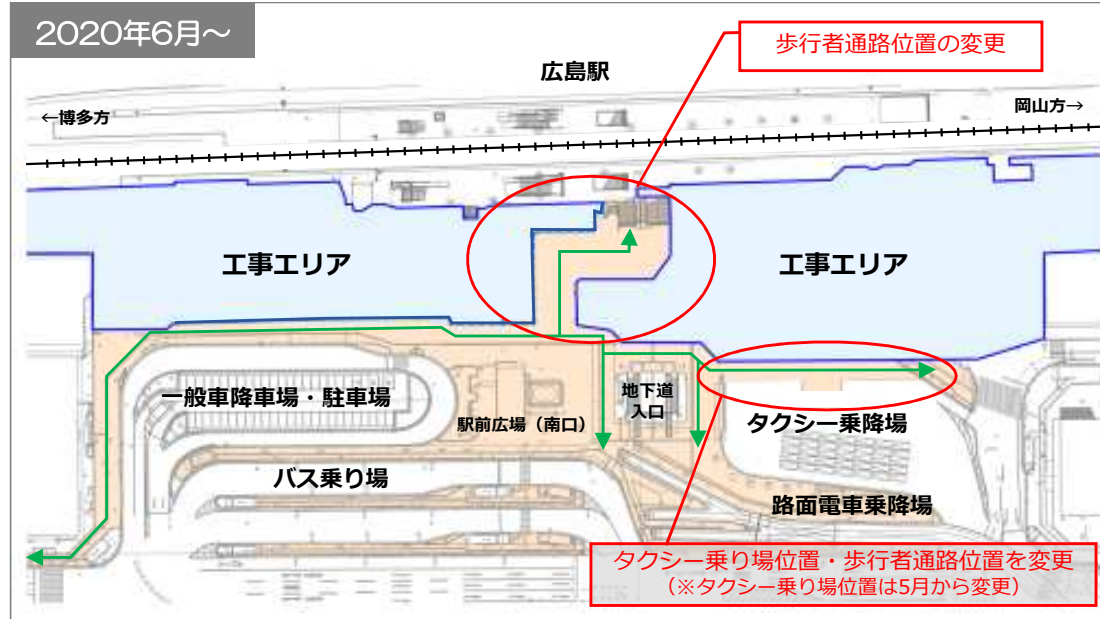 2020年6月～
歩行者通路位置の変更
広島駅
←博多方
岡山方→
工事エリア
工事エリア
一般車降車場・駐車場
駅前広場（南口）
地下道
入口
タクシー乗降場
バス乗り場
路面電車乗降場
タクシー乗り場位置・歩行者通路位置を変更
（※タクシー乗り場位置は5月から変更）